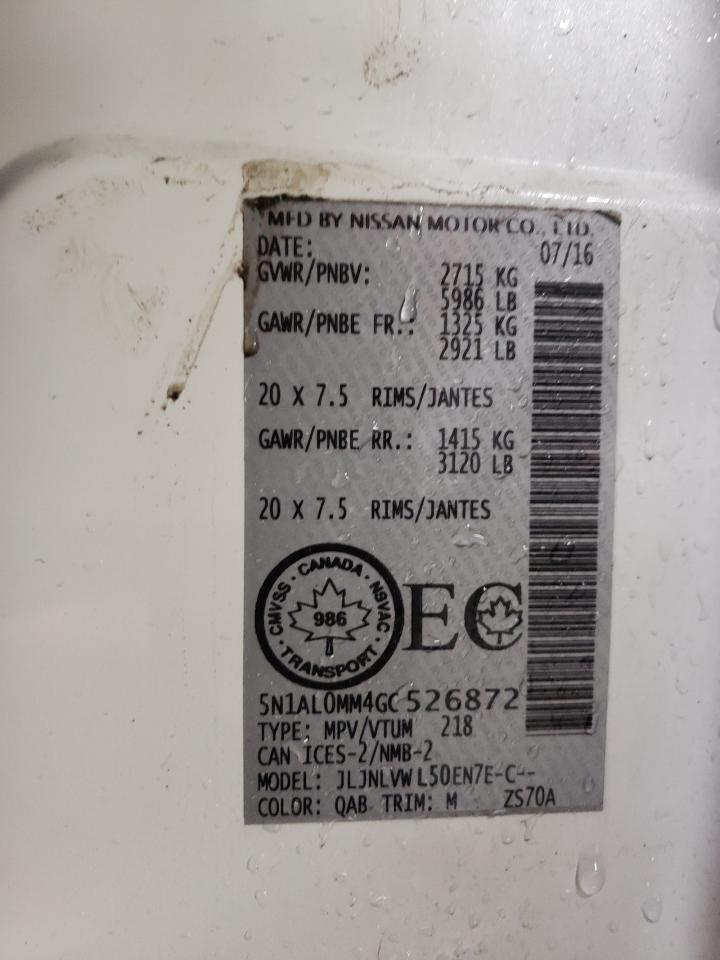 MFD BY NISSAN MOTOR CO., LTD.
DATE: 07/16
GVWR/PNBV: 2715 KG
5986 LB
GAWR/PNBE FR.: 1325 KG
2921 LB
20 X 7.5 RIMS/JANTES
GAWR/PNBE RR.: 1415 KG
3120 LB
20 X 7.5 RIMS/JANTES
CMVSS · CANADA · NSVAC · TRANSPORT ·
986
EC
5N1AL0MM4GC526872
TYPE: MPV/VTUM 218
CAN ICES-2/NMB-2
MODEL: JLJNLVWL50EN7E-C--
COLOR: QAB TRIM: M ZS70A